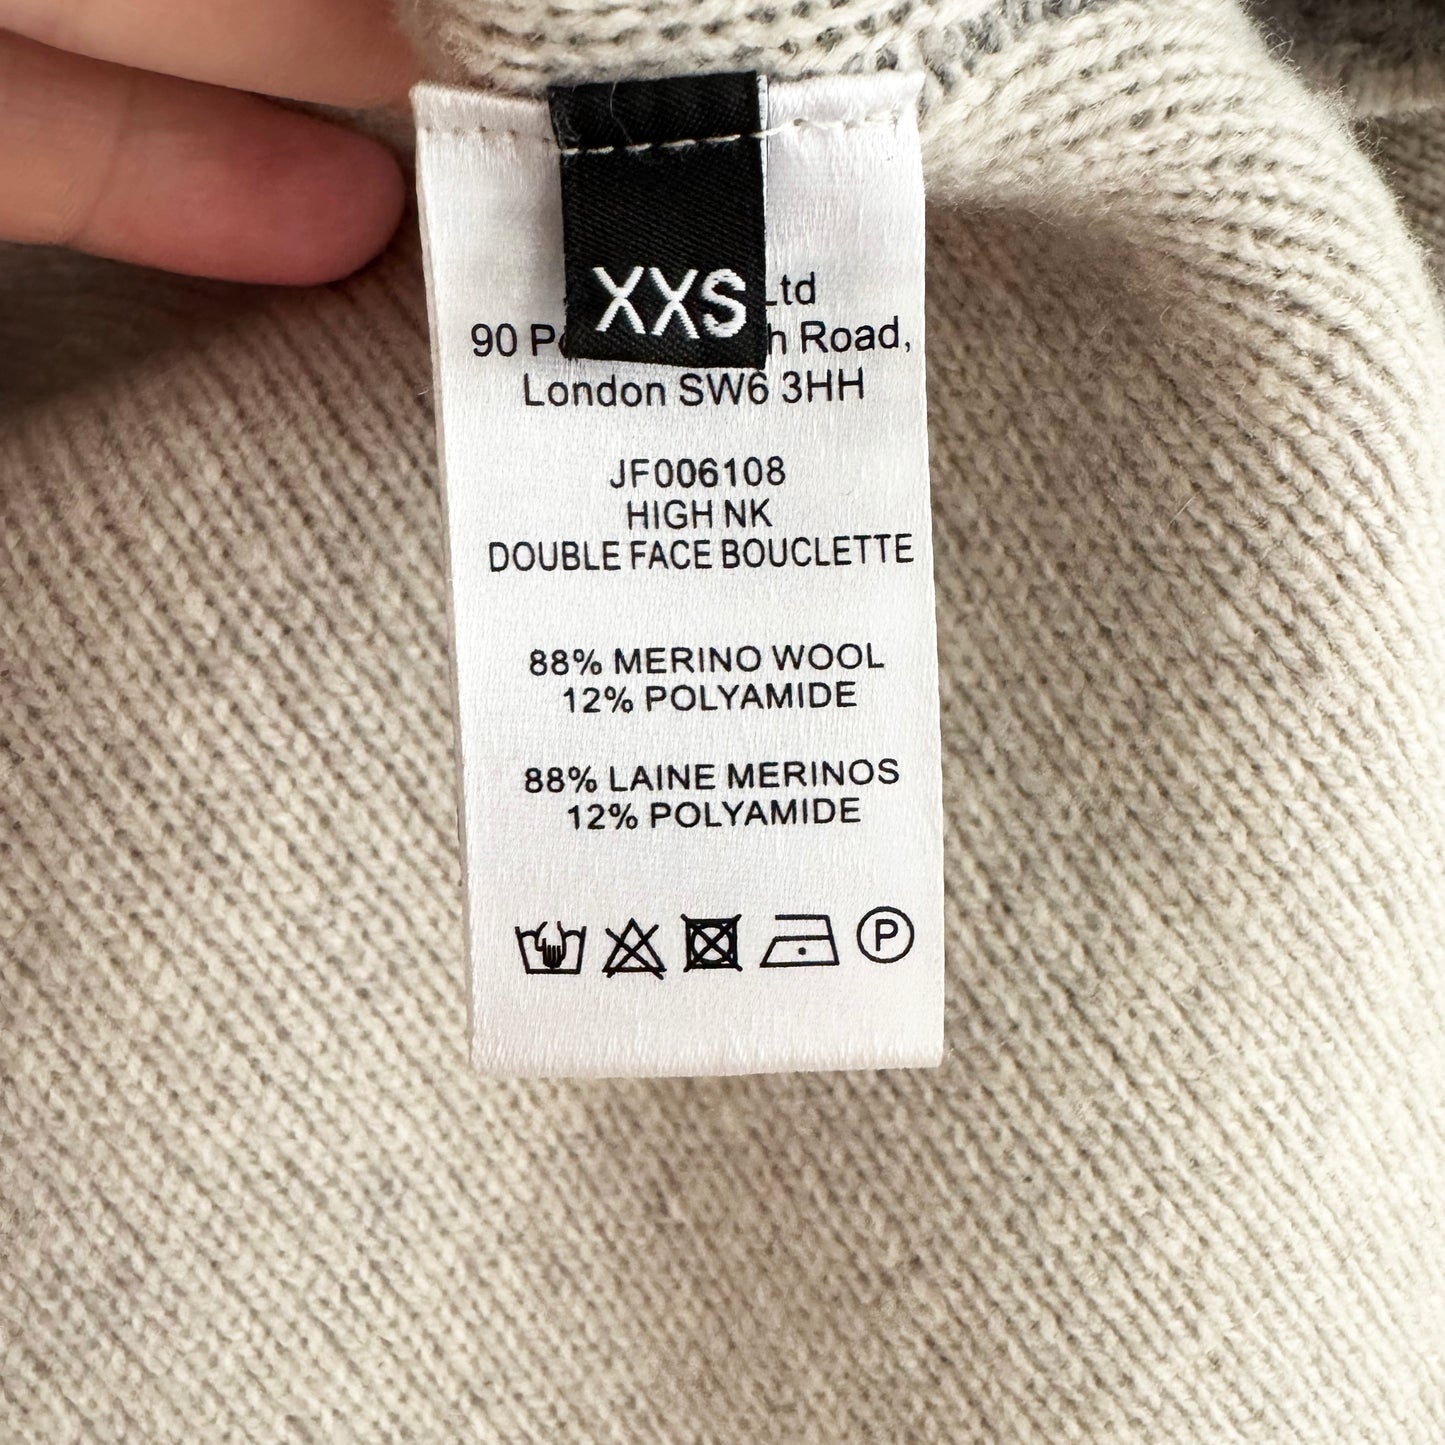 XXS
Ltd
90 Road,
London SW6 3HH
JF006108
HIGH NK
DOUBLE FACE BOUCLETTE
88% MERINO WOOL
12% POLYAMIDE
88% LAINE MERINOS
12% POLYAMIDE
P